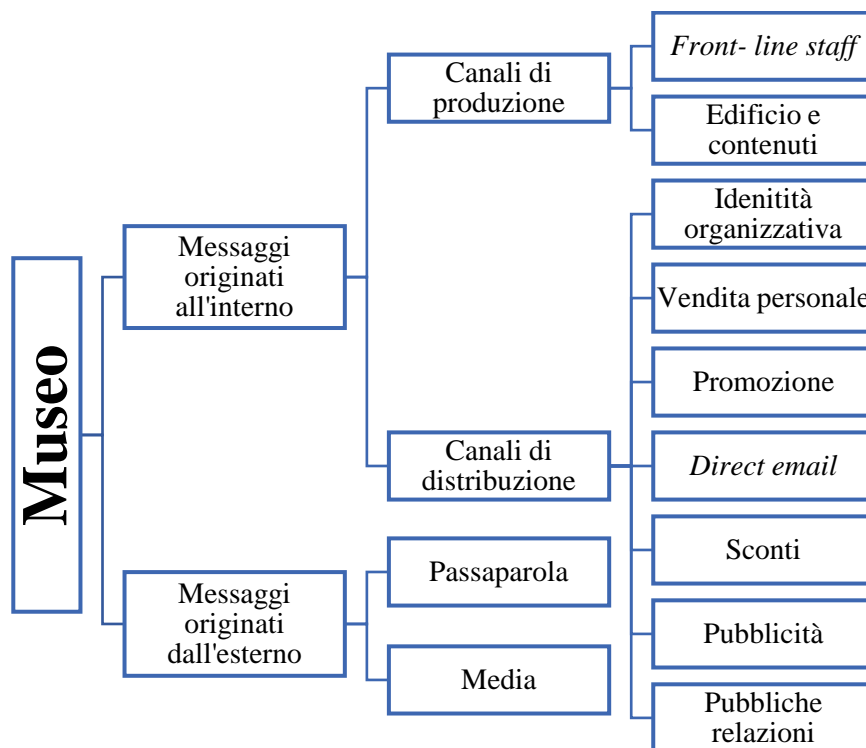 Museo
Messaggi
originati
all'interno
Canali di
produzione
Front- line staff
Edificio e
contenuti
Canali di
distribuzione
Idenitità
organizzativa
Vendita personale
Promozione
Direct email
Sconti
Pubblicità
Pubbliche
relazioni
Messaggi
originati
dall'esterno
Passaparola
Media